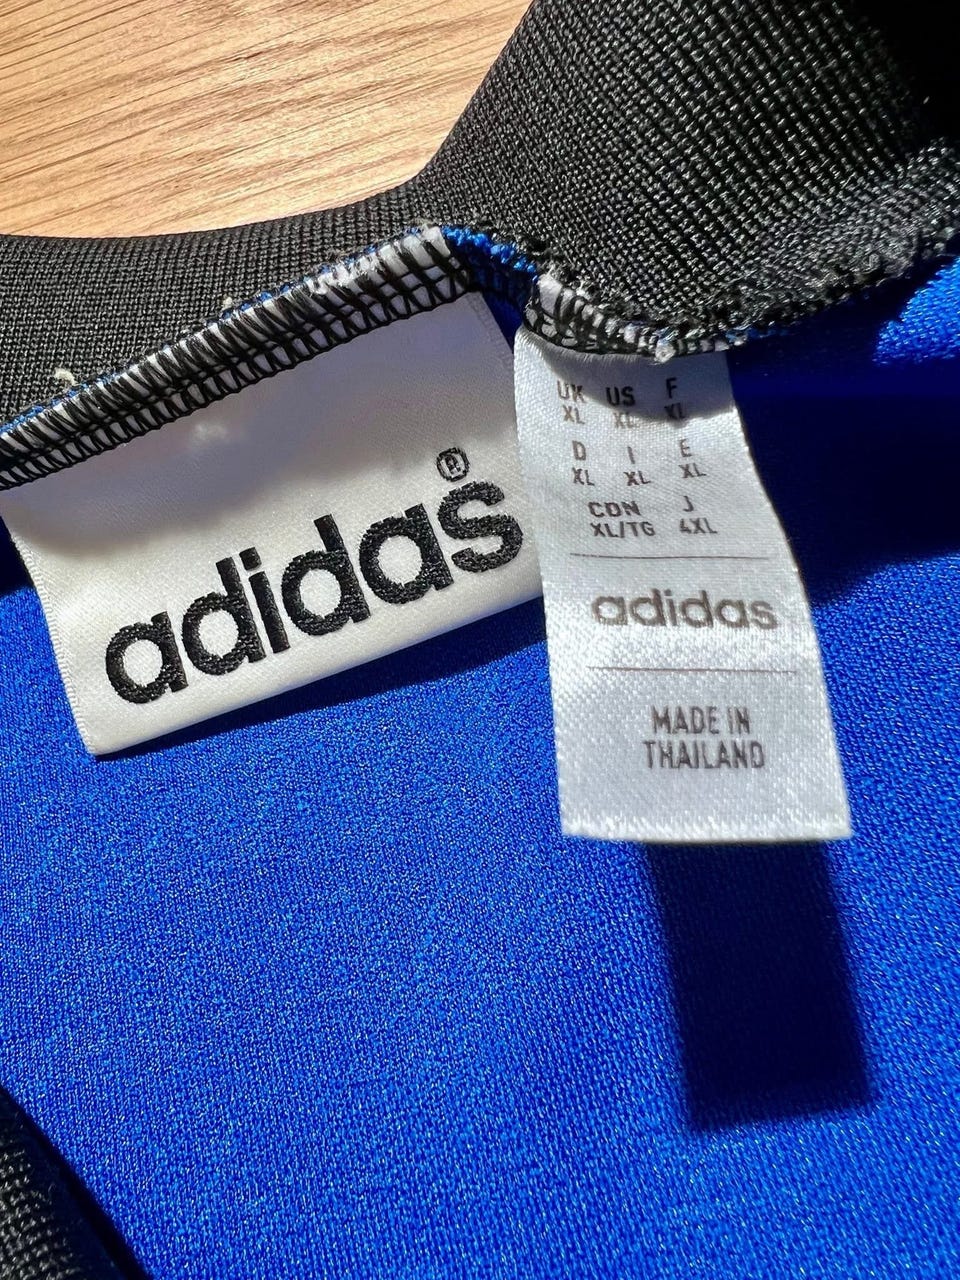 adidas®
UK US F
XL XL XL
D I E
XL XL XL
CDN J
XL/TG 4XL
adidas
MADE IN
THAILAND